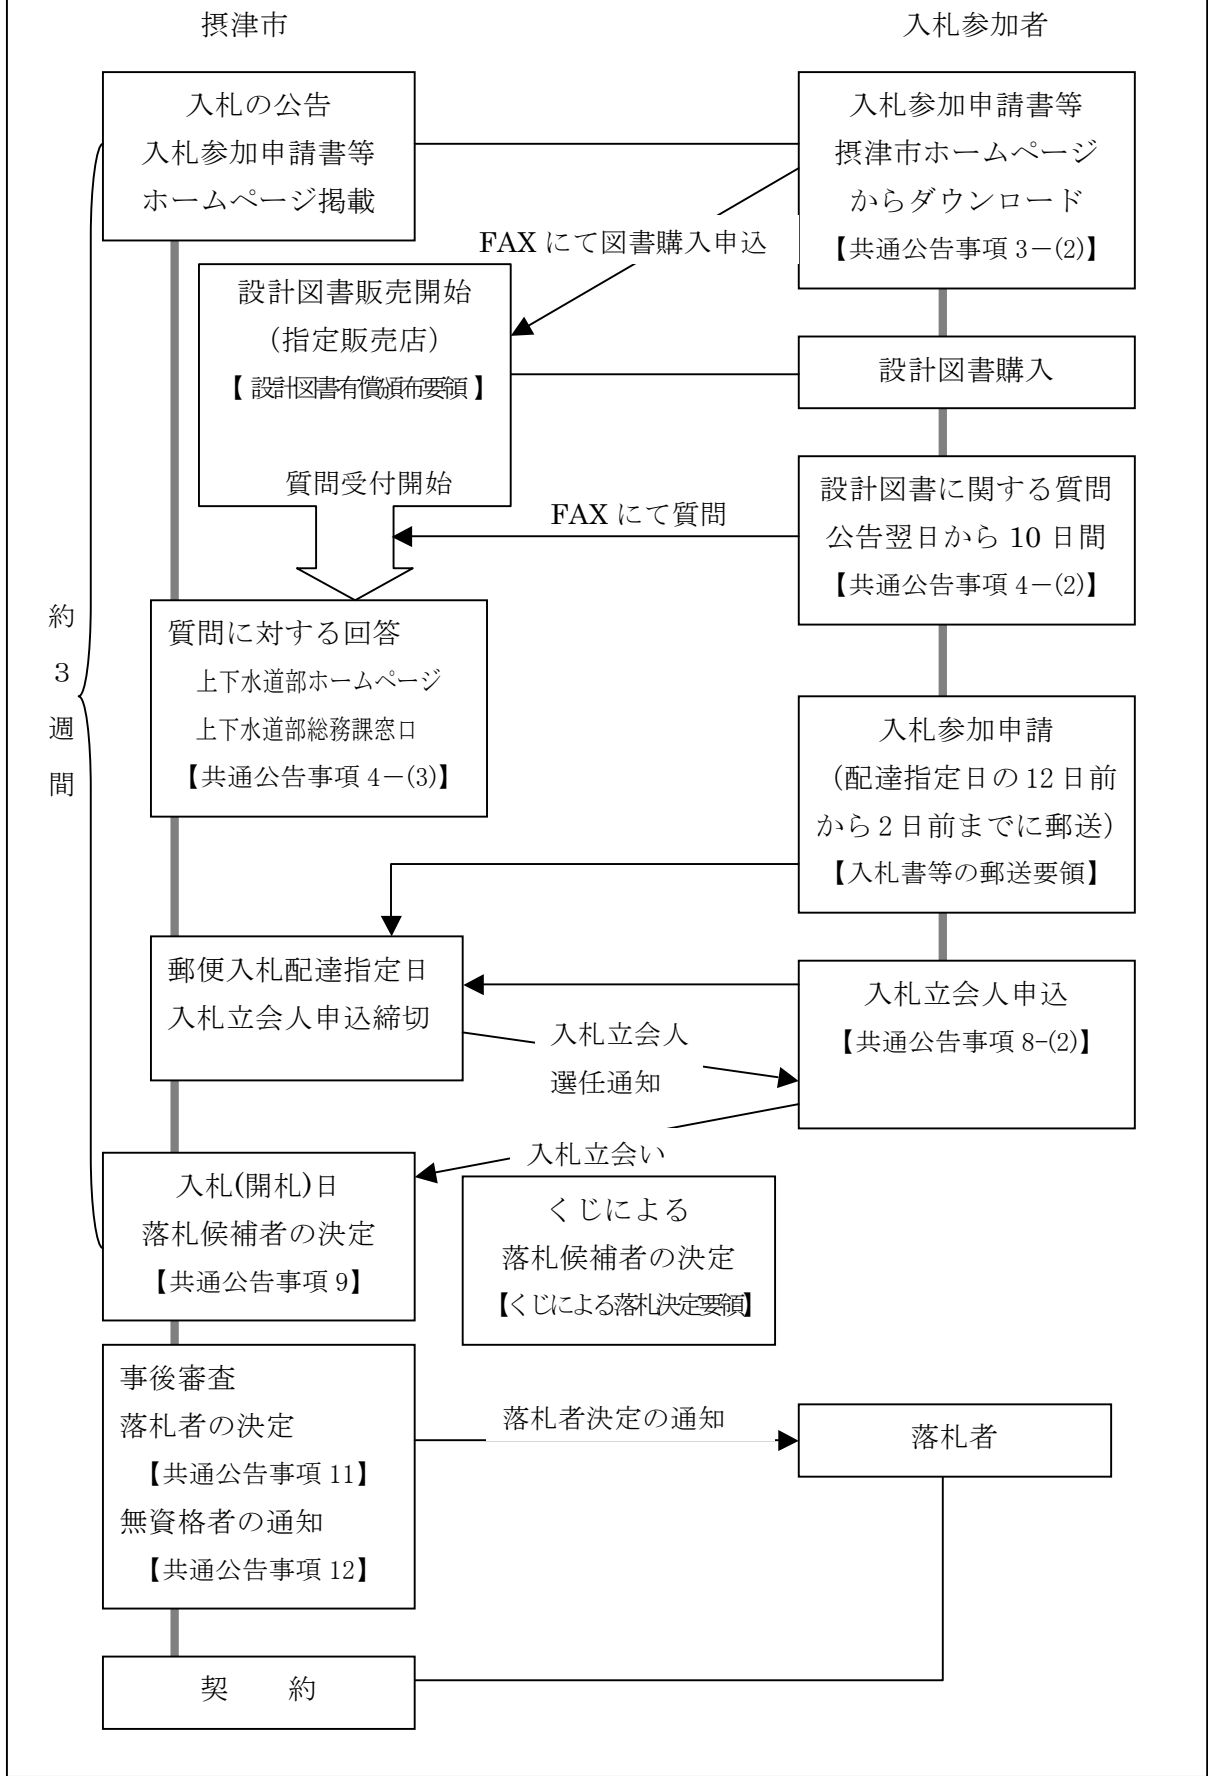 摂津市
入札参加者
入札の公告
入札参加申請書等
ホームページ掲載
入札参加申請書等
摂津市ホームページ
からダウンロード
【共通公告事項 3－(2)】
FAX にて図書購入申込
設計図書販売開始
（指定販売店）
【 設計図書有償頒布要領 】
質問受付開始
設計図書購入
FAX にて質問
設計図書に関する質問
公告翌日から 10 日間
【共通公告事項 4－(2)】
約
３
週
間
質問に対する回答
上下水道部ホームページ
上下水道部総務課窓口
【共通公告事項 4－(3)】
入札参加申請
（配達指定日の 12 日前
から 2 日前までに郵送）
【入札書等の郵送要領】
郵便入札配達指定日
入札立会人申込締切
入札立会人申込
【共通公告事項 8-(2)】
入札立会人
選任通知
入札立会い
入札(開札)日
落札候補者の決定
【共通公告事項 9】
くじによる
落札候補者の決定
【くじによる落札決定要領】
事後審査
落札者の決定
【共通公告事項 11】
無資格者の通知
【共通公告事項 12】
落札者決定の通知
落札者
契　　約